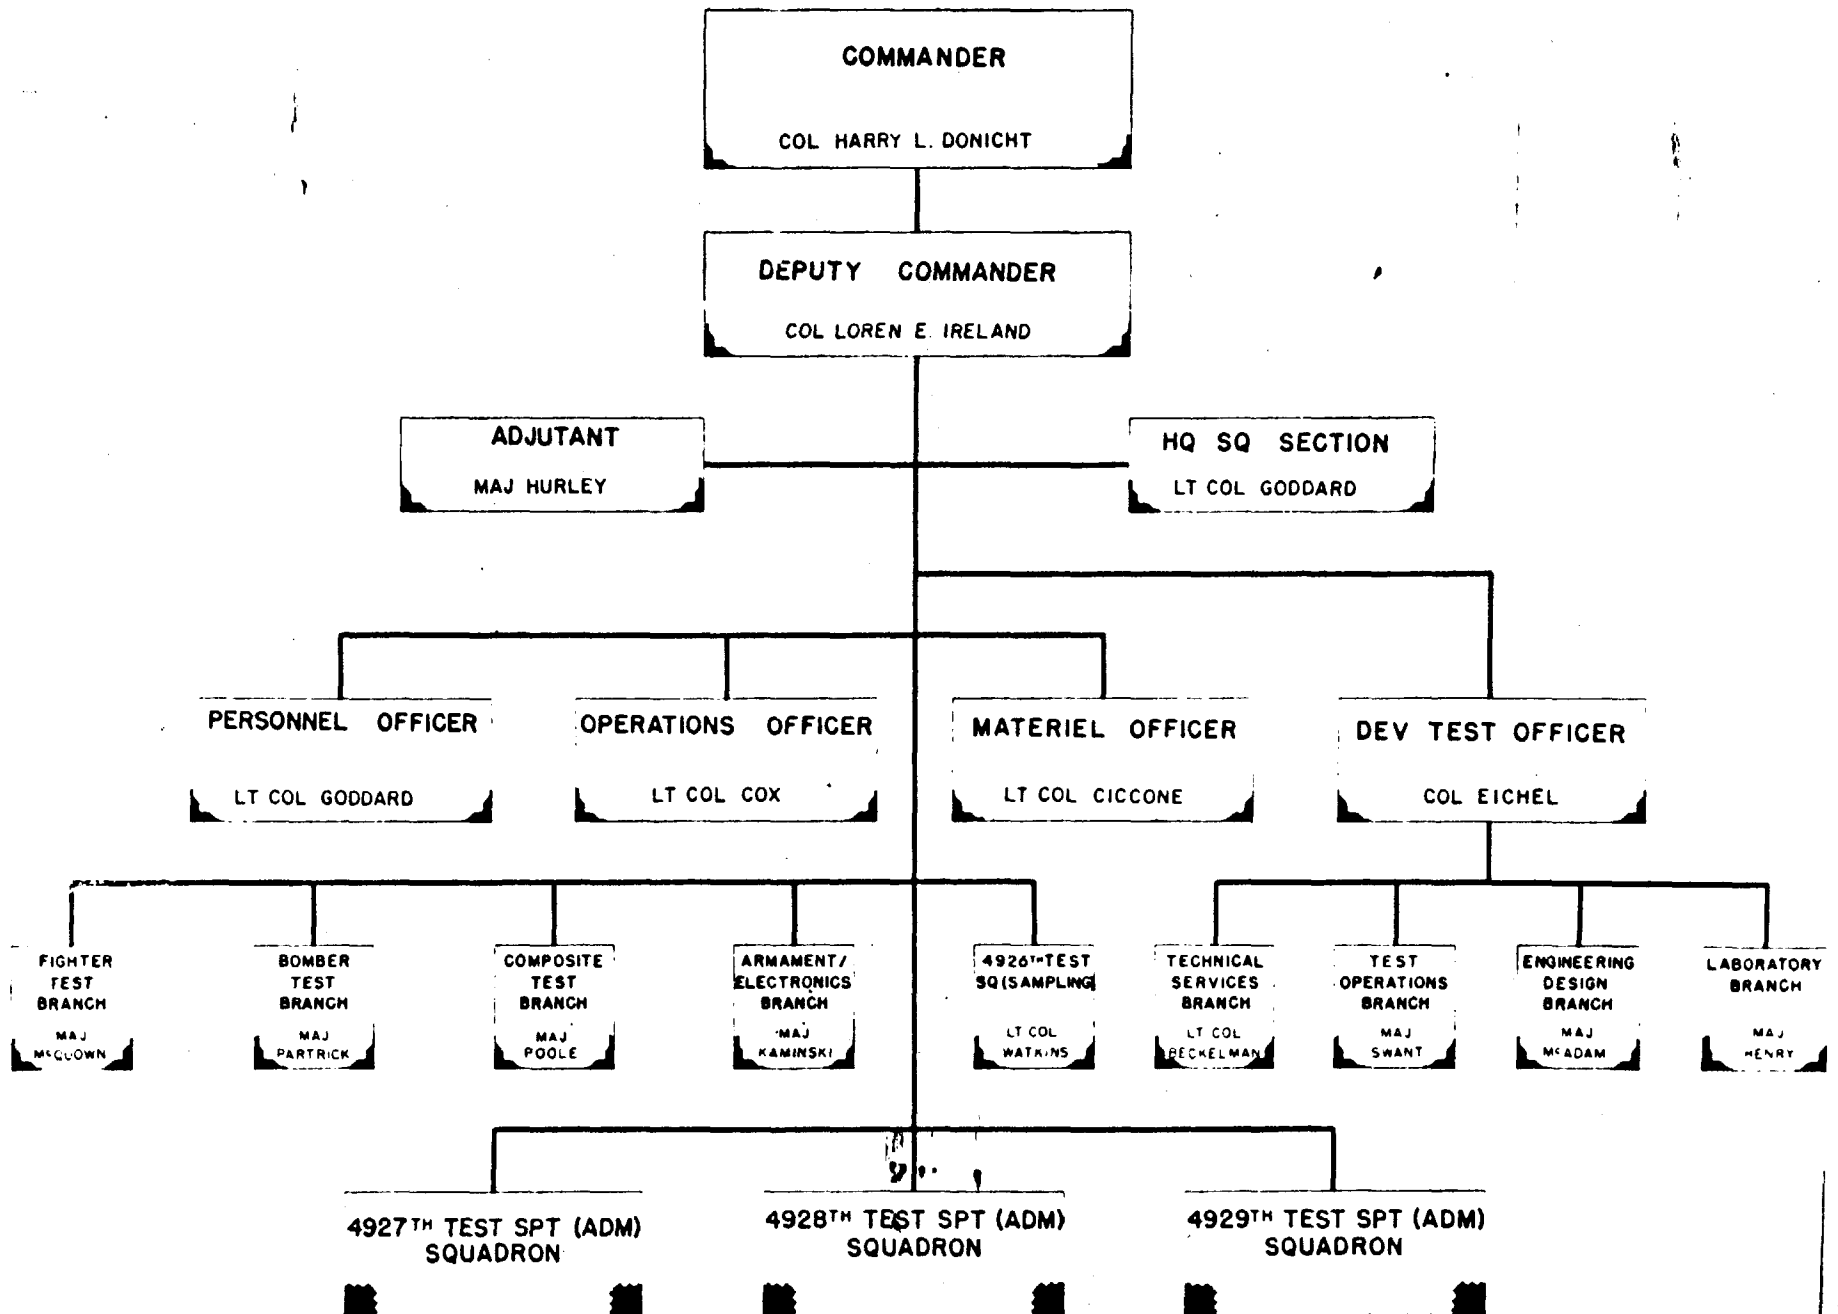 COMMANDER
COL HARRY L. DONICHT
DEPUTY COMMANDER
COL LOREN E. IRELAND
ADJUTANT
MAJ HURLEY
HQ SQ SECTION
LT COL GODDARD
PERSONNEL OFFICER
LT COL GODDARD
OPERATIONS OFFICER
LT COL COX
MATERIEL OFFICER
LT COL CICCONE
DEV TEST OFFICER
COL EICHEL
FIGHTER
TEST
BRANCH
MAJ
McQUOWN
BOMBER
TEST
BRANCH
MAJ
PARTRICK
COMPOSITE
TEST
BRANCH
MAJ
POOLE
ARMAMENT/
ELECTRONICS
BRANCH
MAJ
KAMINSKI
4926TH TEST
SQ (SAMPLING)
LT COL
WATKINS
TECHNICAL
SERVICES
BRANCH
LT COL
BECKELMAN
TEST
OPERATIONS
BRANCH
MAJ
SWANT
ENGINEERING
DESIGN
BRANCH
MAJ
McADAM
LABORATORY
BRANCH
MAJ
HENRY
4927TH TEST SPT (ADM)
SQUADRON
4928TH TEST SPT (ADM)
SQUADRON
4929TH TEST SPT (ADM)
SQUADRON